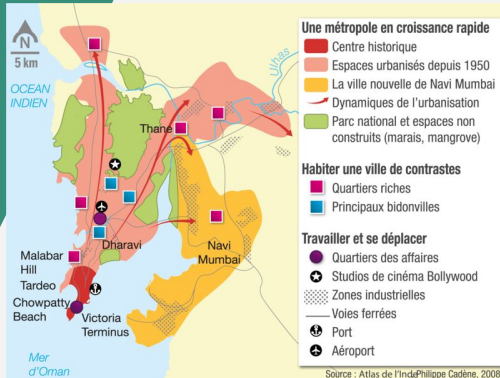 N
5 km
OCEAN
INDIEN
Ulhas
Thane
Dharavi
Navi
Mumbai
Malabar
Hill
Tardeo
Chowpatty
Beach
Victoria
Terminus
Mer
d'Oman
Une métropole en croissance rapide
Centre historique
Espaces urbanisés depuis 1950
La ville nouvelle de Navi Mumbai
Dynamiques de l'urbanisation
Parc national et espaces non
construits (marais, mangrove)
Habiter une ville de contrastes
Quartiers riches
Principaux bidonvilles
Travailler et se déplacer
Quartiers des affaires
Studios de cinéma Bollywood
Zones industrielles
Voies ferrées
Port
Aéroport
Source : Atlas de l'Inde Philippe Cadène, 2008